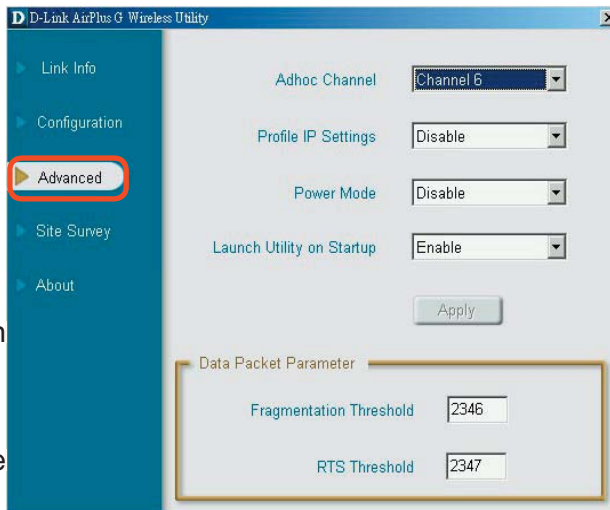 D D-Link AirPlus G Wireless Utility
Link Info
Configuration
Advanced
Site Survey
About
Adhoc Channel Channel 6
Profile IP Settings Disable
Power Mode Disable
Launch Utility on Startup Enable
Apply
Data Packet Parameter
Fragmentation Threshold 2346
RTS Threshold 2347